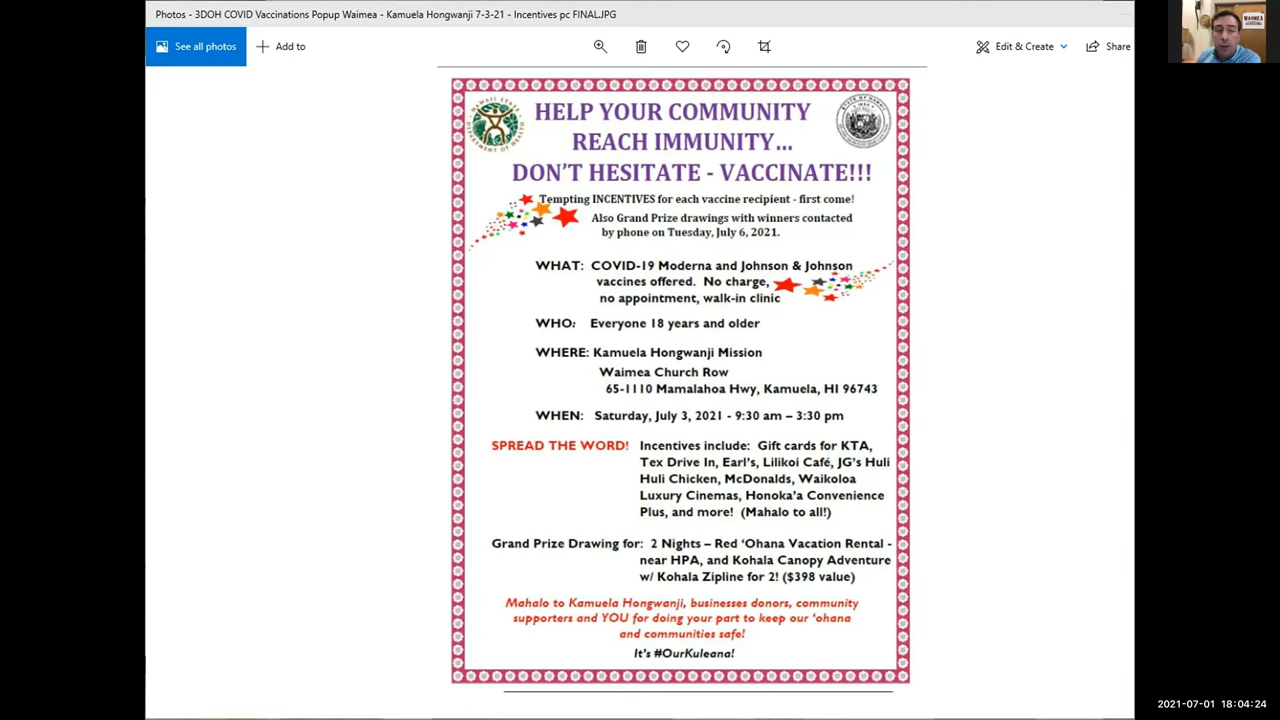 Photos - 3DOH COVID Vaccinations Popup Waimea - Kamuela Hongwanji 7-3-21 - Incentives pc FINAL.JPG
See all photos
Add to
Edit & Create
Share
WAIMEA
HAWAII STATE
DEPARTMENT OF HEALTH
STATE OF HAWAII
HELP YOUR COMMUNITY
REACH IMMUNITY...
DON'T HESITATE - VACCINATE!!!
Tempting INCENTIVES for each vaccine recipient - first come!
Also Grand Prize drawings with winners contacted
by phone on Tuesday, July 6, 2021.
WHAT: COVID-19 Moderna and Johnson & Johnson
vaccines offered. No charge,
no appointment, walk-in clinic
WHO: Everyone 18 years and older
WHERE: Kamuela Hongwanji Mission
Waimea Church Row
65-1110 Mamalahoa Hwy, Kamuela, HI 96743
WHEN: Saturday, July 3, 2021 - 9:30 am – 3:30 pm
SPREAD THE WORD! Incentives include: Gift cards for KTA,
Tex Drive In, Earl's, Lilikoi Café, JG's Huli
Huli Chicken, McDonalds, Waikoloa
Luxury Cinemas, Honoka'a Convenience
Plus, and more! (Mahalo to all!)
Grand Prize Drawing for: 2 Nights – Red 'Ohana Vacation Rental -
near HPA, and Kohala Canopy Adventure
w/ Kohala Zipline for 2! ($398 value)
Mahalo to Kamuela Hongwanji, businesses donors, community
supporters and YOU for doing your part to keep our 'ohana
and communities safe!
It's #OurKuleana!
2021-07-01 18:04:24